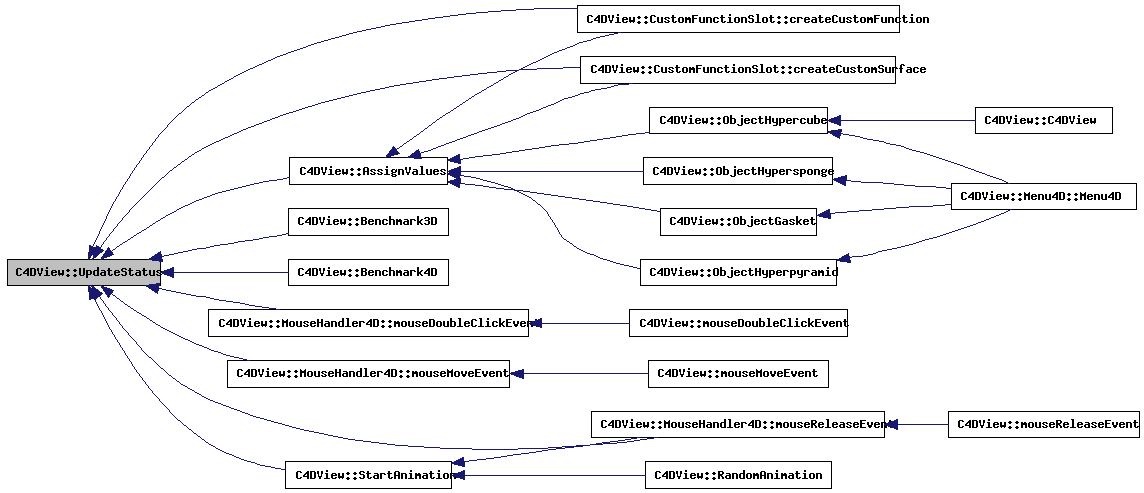 C4DView::CustomFunctionSlot::createCustomFunction
C4DView::CustomFunctionSlot::createCustomSurface
C4DView::ObjectHypercube
C4DView::C4DView
C4DView::AssignValues
C4DView::ObjectHypersponge
C4DView::Menu4D::Menu4D
C4DView::Benchmark3D
C4DView::ObjectGasket
C4DView::UpdateStatus
C4DView::Benchmark4D
C4DView::ObjectHyperpyramid
C4DView::MouseHandler4D::mouseDoubleClickEvent
C4DView::mouseDoubleClickEvent
C4DView::MouseHandler4D::mouseMoveEvent
C4DView::mouseMoveEvent
C4DView::MouseHandler4D::mouseReleaseEvent
C4DView::mouseReleaseEvent
C4DView::StartAnimation
C4DView::RandomAnimation